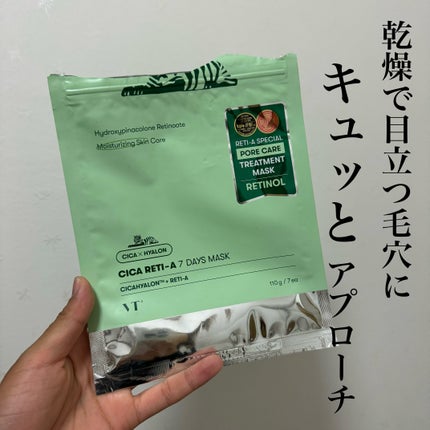 乾燥で目立つ毛穴に
キュッとアプローチ
Hydroxypinacolone Retinoate
Moisturizing Skin Care
RETI-A SPECIAL
PORE CARE
TREATMENT
MASK
RETINOL
CICA × HYALON
CICA RETI-A 7 DAYS MASK
CICAHYALON™ + RETI-A
110g / 7ea
VT